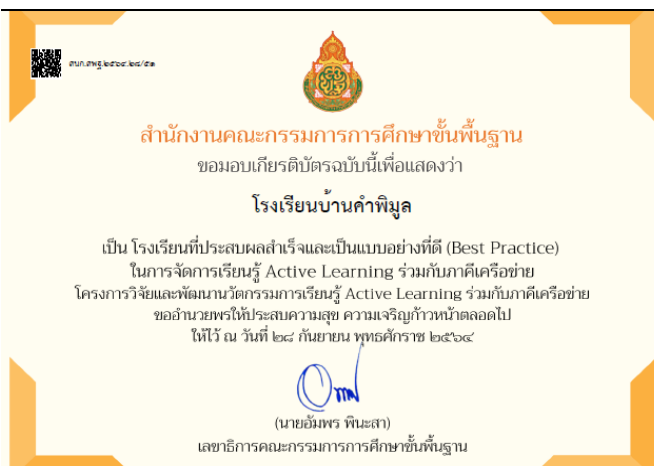 สนก.สพฐ.๒๕๖๔.๒๘/๕๑
สำนักงานคณะกรรมการการศึกษาขั้นพื้นฐาน
ขอมอบเกียรติบัตรฉบับนี้เพื่อแสดงว่า
โรงเรียนบ้านคำพิมูล
เป็น โรงเรียนที่ประสบผลสำเร็จและเป็นแบบอย่างที่ดี (Best Practice)
ในการจัดการเรียนรู้ Active Learning ร่วมกับภาคีเครือข่าย
โครงการวิจัยและพัฒนานวัตกรรมการเรียนรู้ Active Learning ร่วมกับภาคีเครือข่าย
ขออำนวยพรให้ประสบความสุข ความเจริญก้าวหน้าตลอดไป
ให้ไว้ ณ วันที่ ๒๘ กันยายน พุทธศักราช ๒๕๖๔
(นายอัมพร พินะสา)
เลขาธิการคณะกรรมการการศึกษาขั้นพื้นฐาน